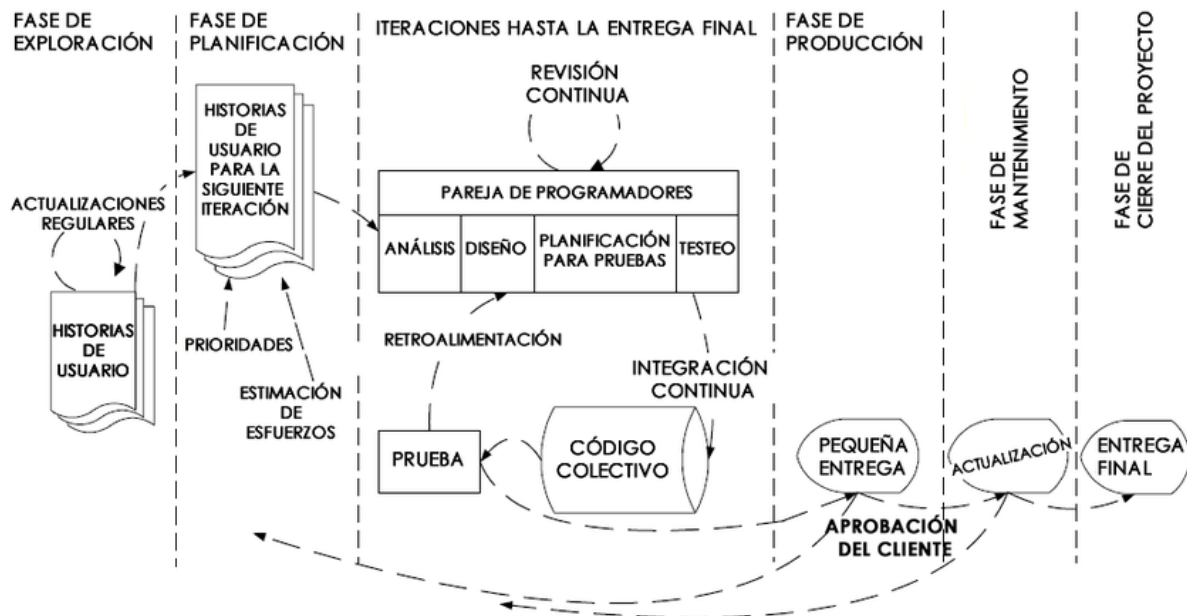 FASE DE
EXPLORACIÓN
FASE DE
PLANIFICACIÓN
ITERACIONES HASTA LA ENTREGA FINAL
FASE DE
PRODUCCIÓN
FASE DE
MANTENIMIENTO
FASE DE
CIERRE DEL PROYECTO
REVISIÓN
CONTINUA
HISTORIAS
DE
USUARIO
PARA LA
SIGUIENTE
ITERACIÓN
ACTUALIZACIONES
REGULARES
HISTORIAS
DE
USUARIO
PRIORIDADES
ESTIMACIÓN
DE
ESFUERZOS
PAREJA DE PROGRAMADORES
ANÁLISIS
DISEÑO
PLANIFICACIÓN
PARA PRUEBAS
TESTEO
RETROALIMENTACIÓN
INTEGRACIÓN
CONTINUA
PRUEBA
CÓDIGO
COLECTIVO
PEQUEÑA
ENTREGA
ACTUALIZACIÓN
ENTREGA
FINAL
APROBACIÓN
DEL CLIENTE